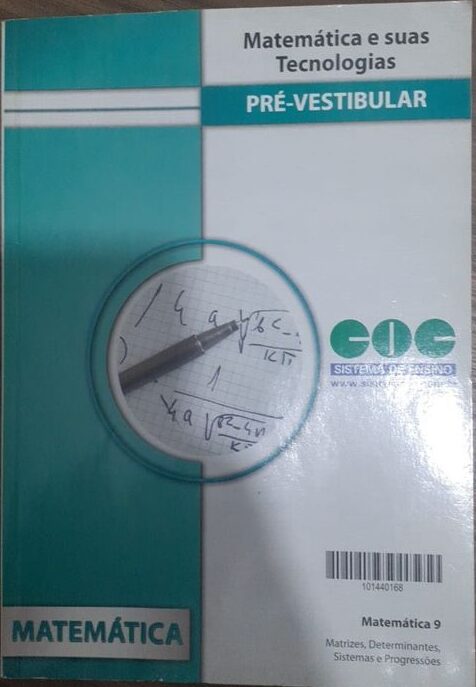 Matemática e suas
Tecnologias
PRÉ-VESTIBULAR
COC
SISTEMA DE ENSINO
101440168
Matemática 9
Matrizes, Determinantes,
Sistemas e Progressões
MATEMÁTICA